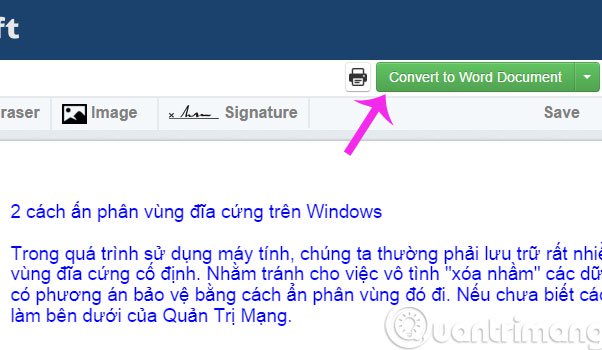 ft
Convert to Word Document
raser Image Signature Save
2 cách ấn phân vùng đĩa cứng trên Windows
Trong quá trình sử dụng máy tính, chúng ta thường phải lưu trữ rất nhiề
vùng đĩa cứng cố định. Nhằm tránh cho việc vô tình "xóa nhầm" các dữ
có phương án bảo vệ bằng cách ẩn phân vùng đó đi. Nếu chưa biết các
làm bên dưới của Quản Trị Mạng.
Quantrimang